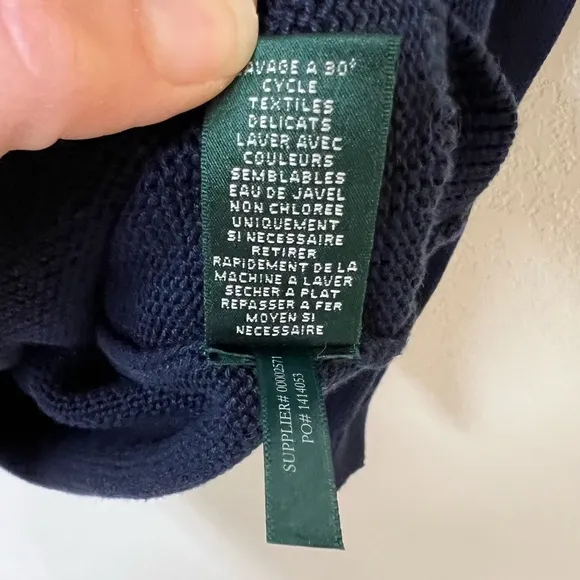 LAVAGE A 30°
CYCLE
TEXTILES
DELICATS
LAVER AVEC
COULEURS
SEMBLABLES
EAU DE JAVEL
NON CHLOREE
UNIQUEMENT
SI NECESSAIRE
RETIRER
RAPIDEMENT DE LA
MACHINE A LAVER
SECHER A PLAT
REPASSER A FER
MOYEN SI
NECESSAIRE
SUPPLIER# 00002571
PO# 1414053